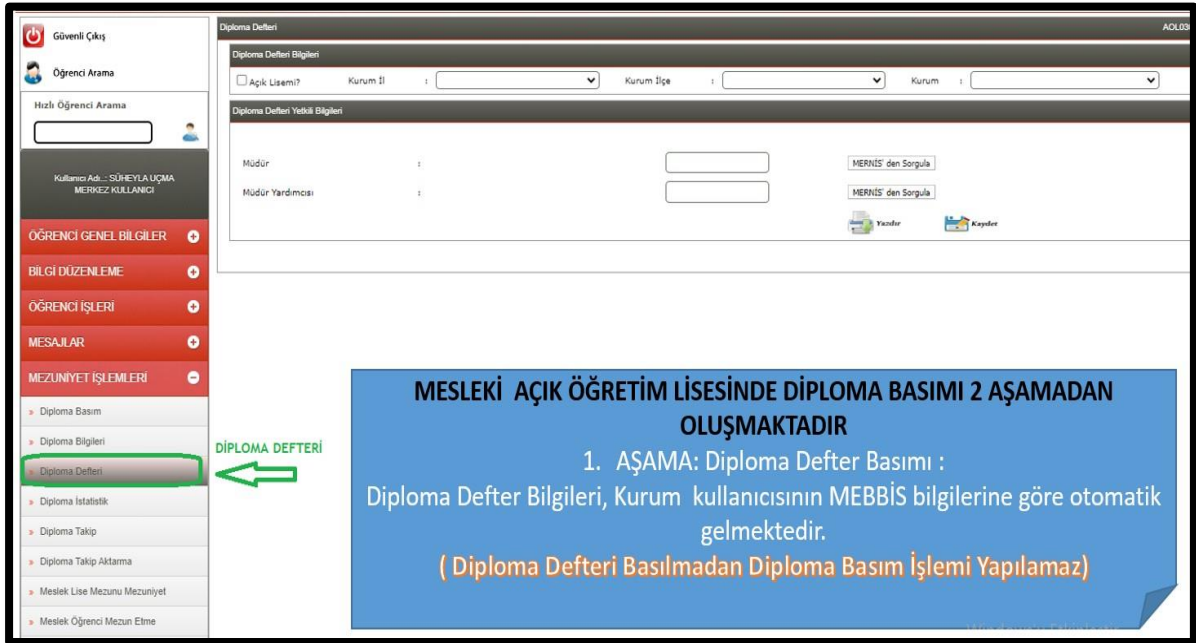 Güvenli Çıkış
Öğrenci Arama
Hızlı Öğrenci Arama
Kullanıcı Adı..: SÜHEYLA UÇMA
MERKEZ KULLANICI
ÖĞRENCİ GENEL BİLGİLER
BİLGİ DÜZENLEME
ÖĞRENCİ İŞLERİ
MESAJLAR
MEZUNİYET İŞLEMLERİ
» Diploma Basım
» Diploma Bilgileri
» Diploma Defteri
» Diploma İstatistik
» Diploma Takip
» Diploma Takip Aktarma
» Meslek Lise Mezunu Mezuniyet
» Meslek Öğrenci Mezun Etme
DİPLOMA DEFTERİ
Diploma Defteri
Diploma Defteri Bilgileri
Açık Lisemi? Kurum İl : Kurum İlçe : Kurum :
Diploma Defteri Yetkili Bilgileri
Müdür : MERNİS' den Sorgula
Müdür Yardımcısı : MERNİS' den Sorgula
Yazdır Kaydet
MESLEKİ AÇIK ÖĞRETİM LİSESİNDE DİPLOMA BASIMI 2 AŞAMADAN
OLUŞMAKTADIR
1. AŞAMA: Diploma Defter Basımı :
Diploma Defter Bilgileri, Kurum kullanıcısının MEBBİS bilgilerine göre otomatik
gelmektedir.
( Diploma Defteri Basılmadan Diploma Basım İşlemi Yapılamaz)